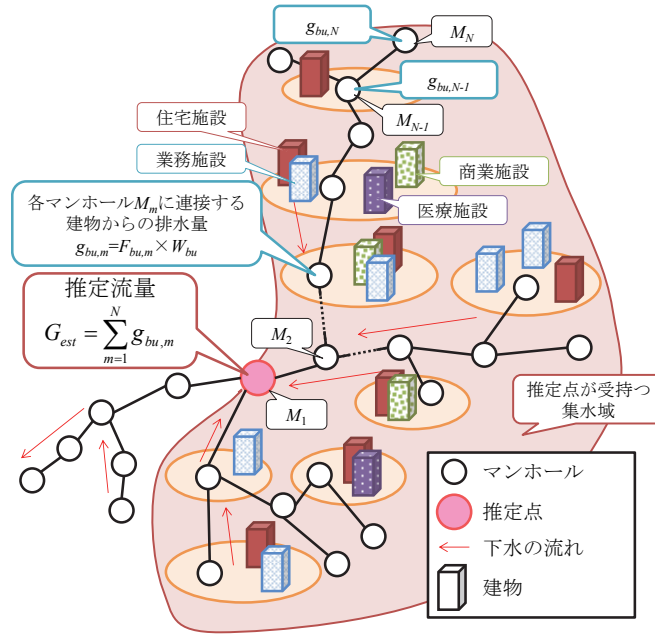 g_{bu,N}
M_N
g_{bu,N-1}
M_{N-1}
住宅施設
業務施設
商業施設
医療施設
各マンホールM_mに連接する
建物からの排水量
g_{bu,m}=F_{bu,m}×W_{bu}
推定流量
G_{est} = \sum_{m=1}^{N} g_{bu,m}
M_2
M_1
推定点が受持つ
集水域
マンホール
推定点
下水の流れ
建物